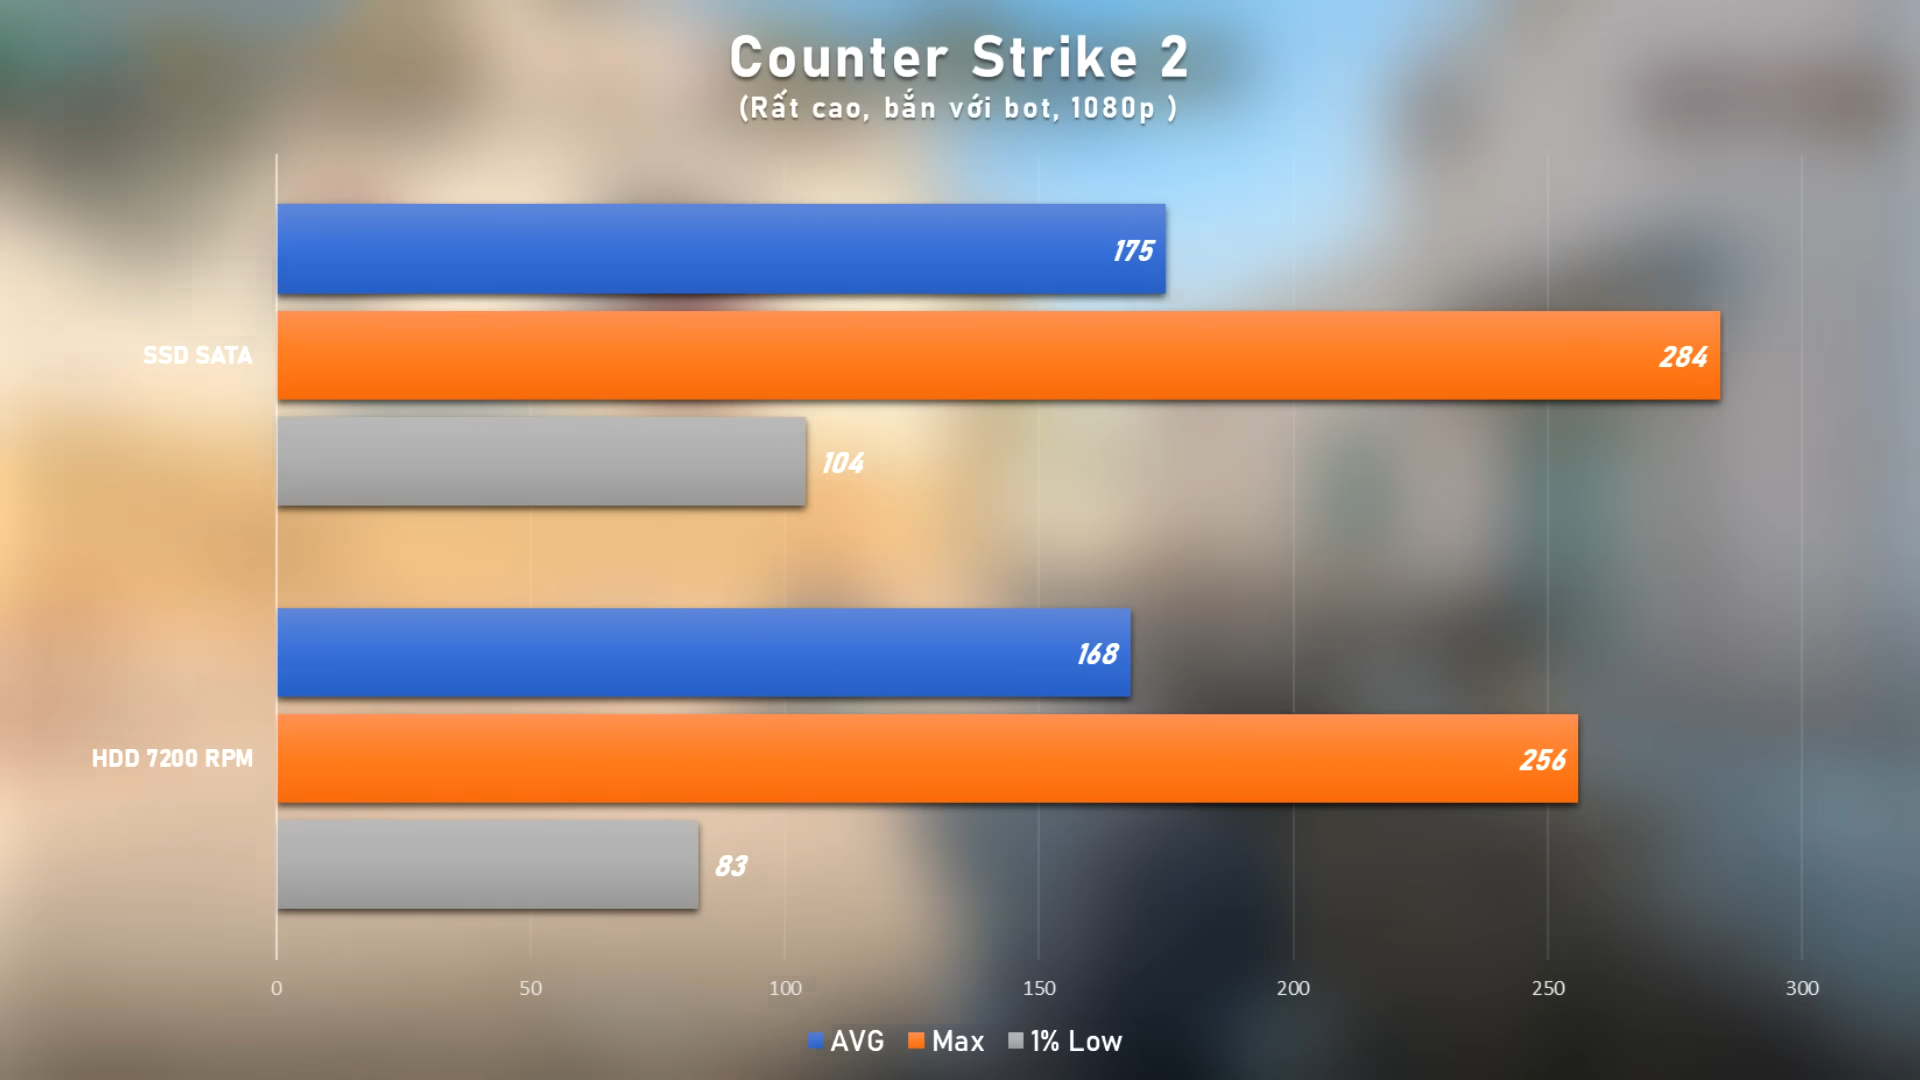 Counter Strike 2
(Rất cao, bắn với bot, 1080p )
175
SSD SATA
284
104
168
HDD 7200 RPM
256
83
0 50 100 150 200 250 300
AVG Max 1% Low